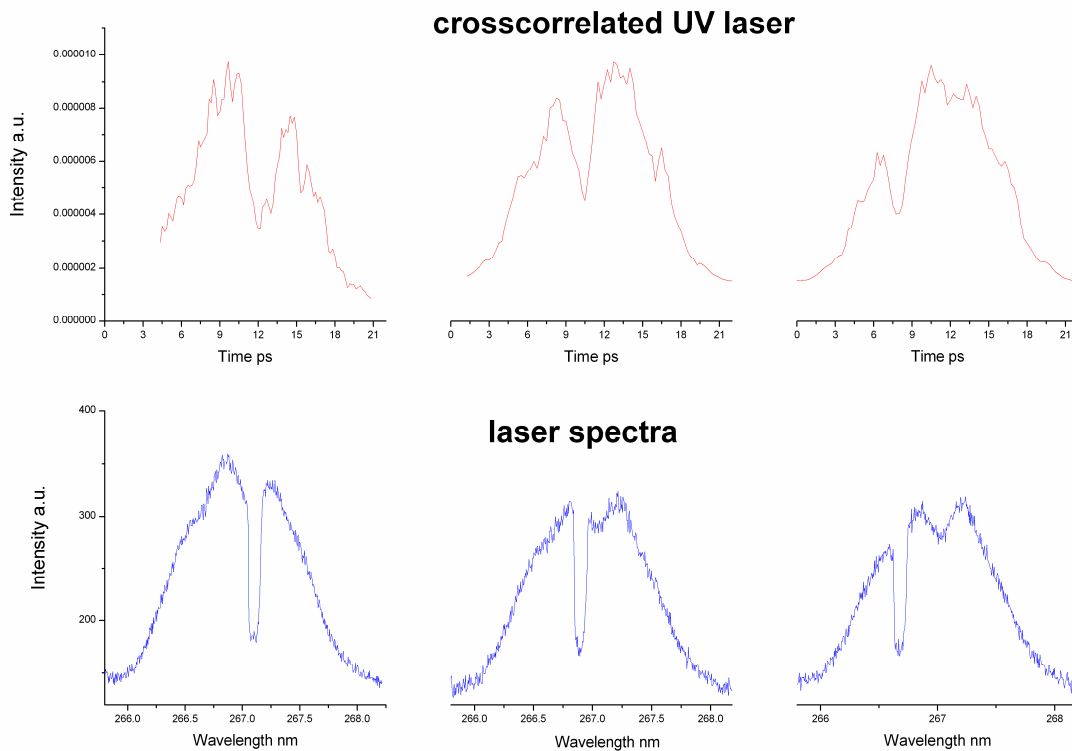 crosscorrelated UV laser
Intensity a.u.
0.000010
0.000008
0.000006
0.000004
0.000002
0.000000
0 3 6 9 12 15 18 21
Time ps
0 3 6 9 12 15 18 21
Time ps
0 3 6 9 12 15 18 21
Time ps
laser spectra
Intensity a.u.
400
300
200
266.0 266.5 267.0 267.5 268.0
Wavelength nm
266.0 266.5 267.0 267.5 268.0
Wavelength nm
266 267 268
Wavelength nm